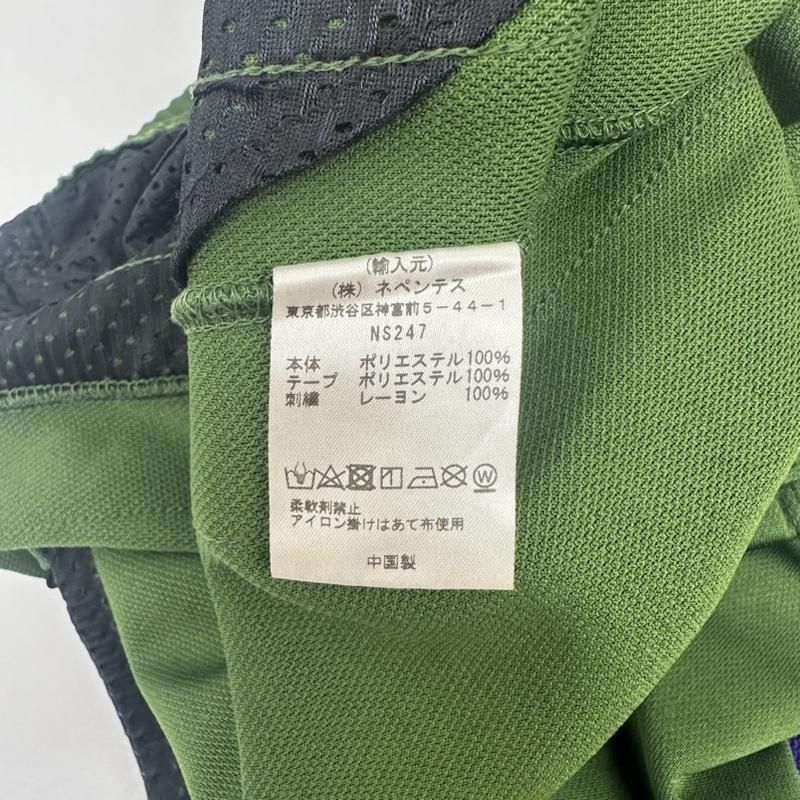 (輸入元)
(株) ネペンテス
東京都渋谷区神宮前5-44-1
NS247
本体 ポリエステル100%
テープ ポリエステル100%
刺繍 レーヨン 100%
W
柔軟剤禁止
アイロン掛けはあて布使用
中国製